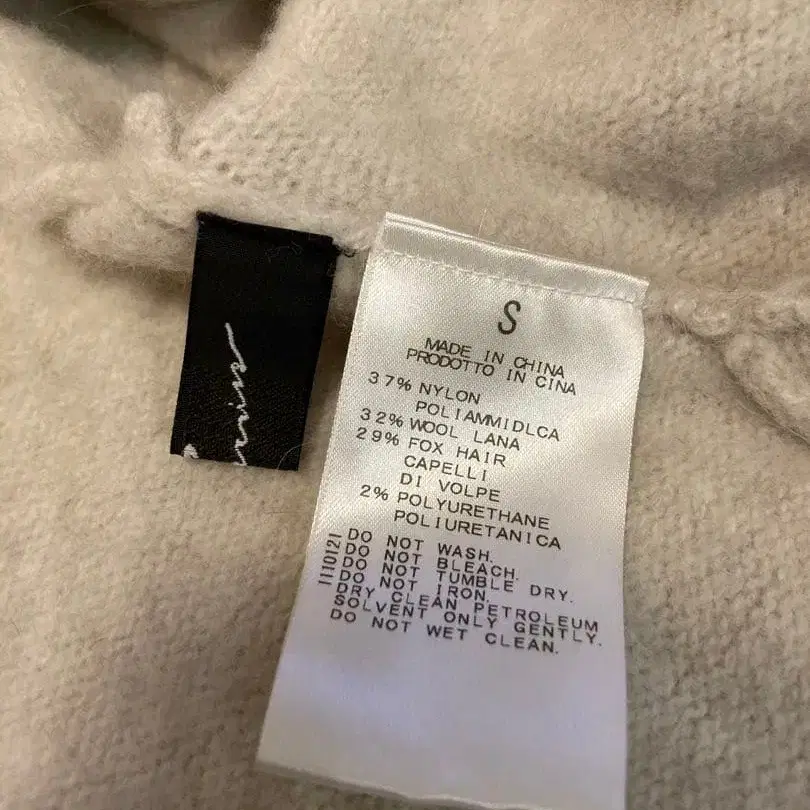 S
MADE IN CHINA
PRODOTTO IN CINA
37% NYLON
POLIAMMIDLCA
32% WOOL LANA
29% FOX HAIR
CAPELLI
DI VOLPE
2% POLYURETHANE
POLIURETANICA
1110121
DO NOT WASH.
DO NOT BLEACH.
DO NOT TUMBLE DRY.
DO NOT IRON.
DRY CLEAN PETROLEUM
SOLVENT ONLY GENTLY.
DO NOT WET CLEAN.